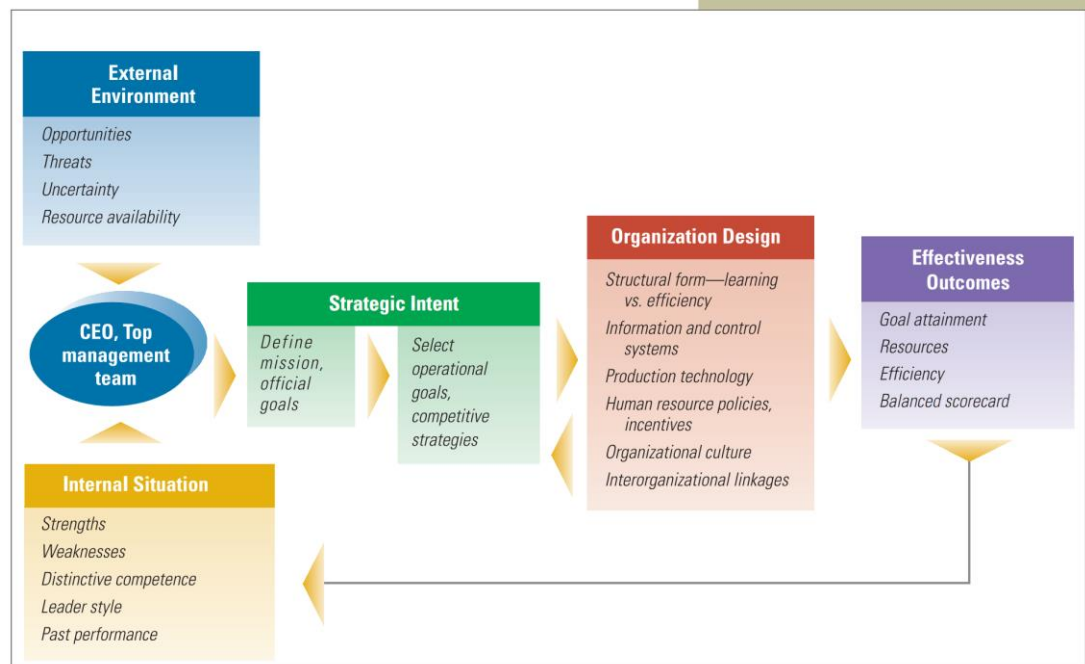 External
Environment
Opportunities
Threats
Uncertainty
Resource availability
CEO, Top
management
team
Internal Situation
Strengths
Weaknesses
Distinctive competence
Leader style
Past performance
Strategic Intent
Define
mission,
official
goals
Select
operational
goals,
competitive
strategies
Organization Design
Structural form—learning
vs. efficiency
Information and control
systems
Production technology
Human resource policies,
incentives
Organizational culture
Interorganizational linkages
Effectiveness
Outcomes
Goal attainment
Resources
Efficiency
Balanced scorecard